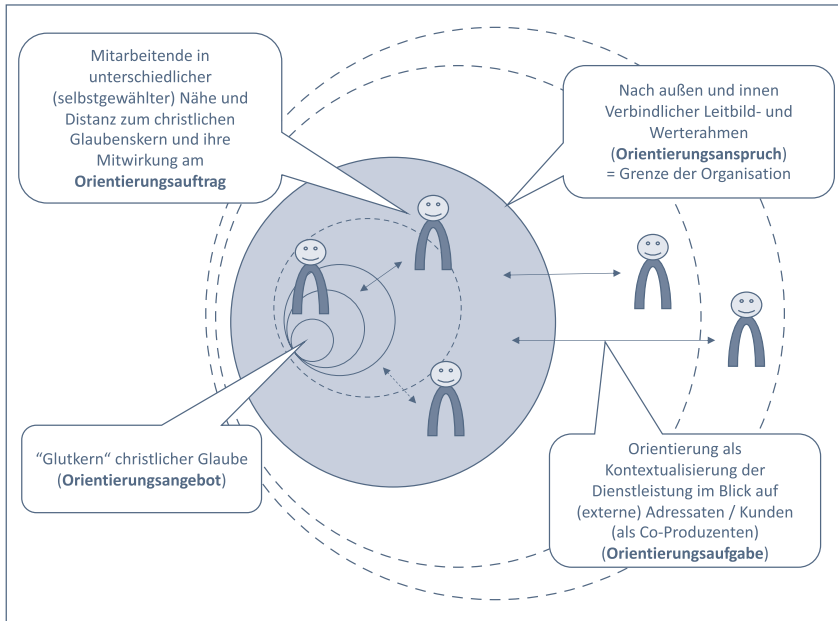 Mitarbeitende in
unterschiedlicher
(selbstgewählter) Nähe und
Distanz zum christlichen
Glaubenskern und ihre
Mitwirkung am
Orientierungsauftrag
Nach außen und innen
Verbindlicher Leitbild- und
Werterahmen
(Orientierungsanspruch)
= Grenze der Organisation
“Glutkern“ christlicher Glaube
(Orientierungsangebot)
Orientierung als
Kontextualisierung der
Dienstleistung im Blick auf
(externe) Adressaten / Kunden
(als Co-Produzenten)
(Orientierungsaufgabe)